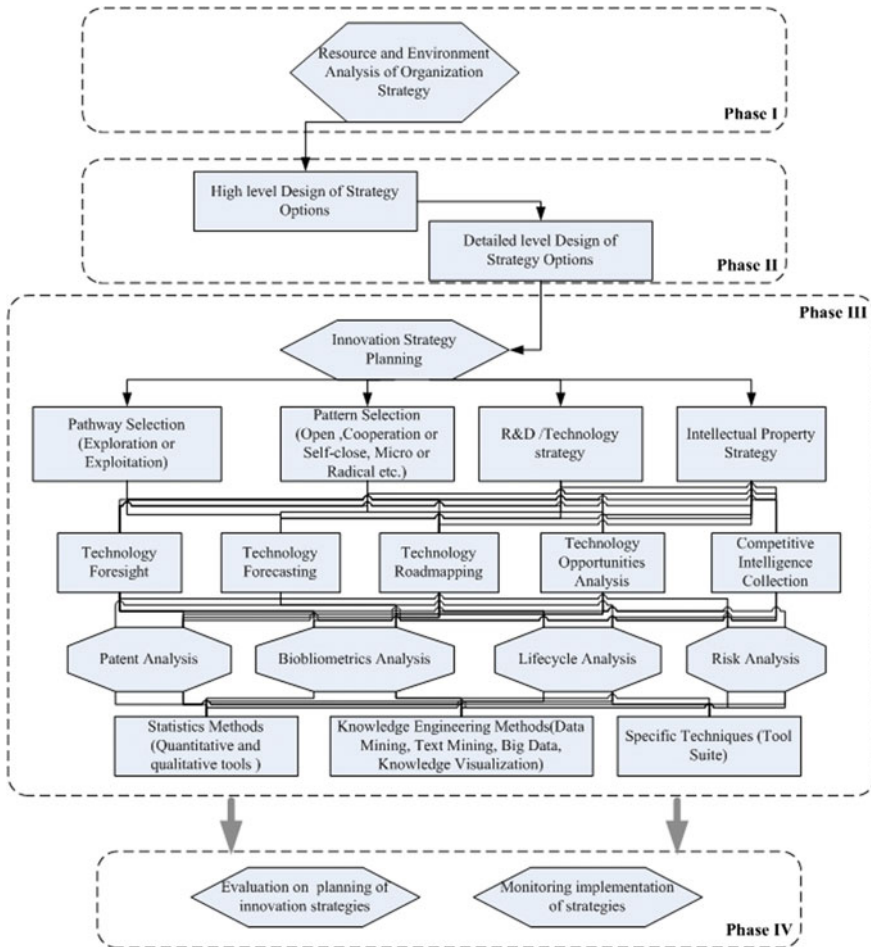 Resource and Environment
Analysis of Organization
Strategy
Phase I
High level Design of Strategy
Options
Detailed level Design of
Strategy Options
Phase II
Phase III
Innovation Strategy
Planning
Pathway Selection
(Exploration or
Exploitation)
Pattern Selection
(Open ,Cooperation or
Self-close, Micro or
Radical etc.)
R&D /Technology
strategy
Intellectual Property
Strategy
Technology
Foresight
Technology
Forecasting
Technology
Roadmapping
Technology
Opportunities
Analysis
Competitive
Intelligence
Collection
Patent Analysis
Biobliometrics Analysis
Lifecycle Analysis
Risk Analysis
Statistics Methods
(Quantitative and
qualitative tools )
Knowledge Engineering Methods(Data
Mining, Text Mining, Big Data,
Knowledge Visualization)
Specific Techniques (Tool
Suite)
Evaluation on planning of
innovation strategies
Monitoring implementation
of strategies
Phase IV